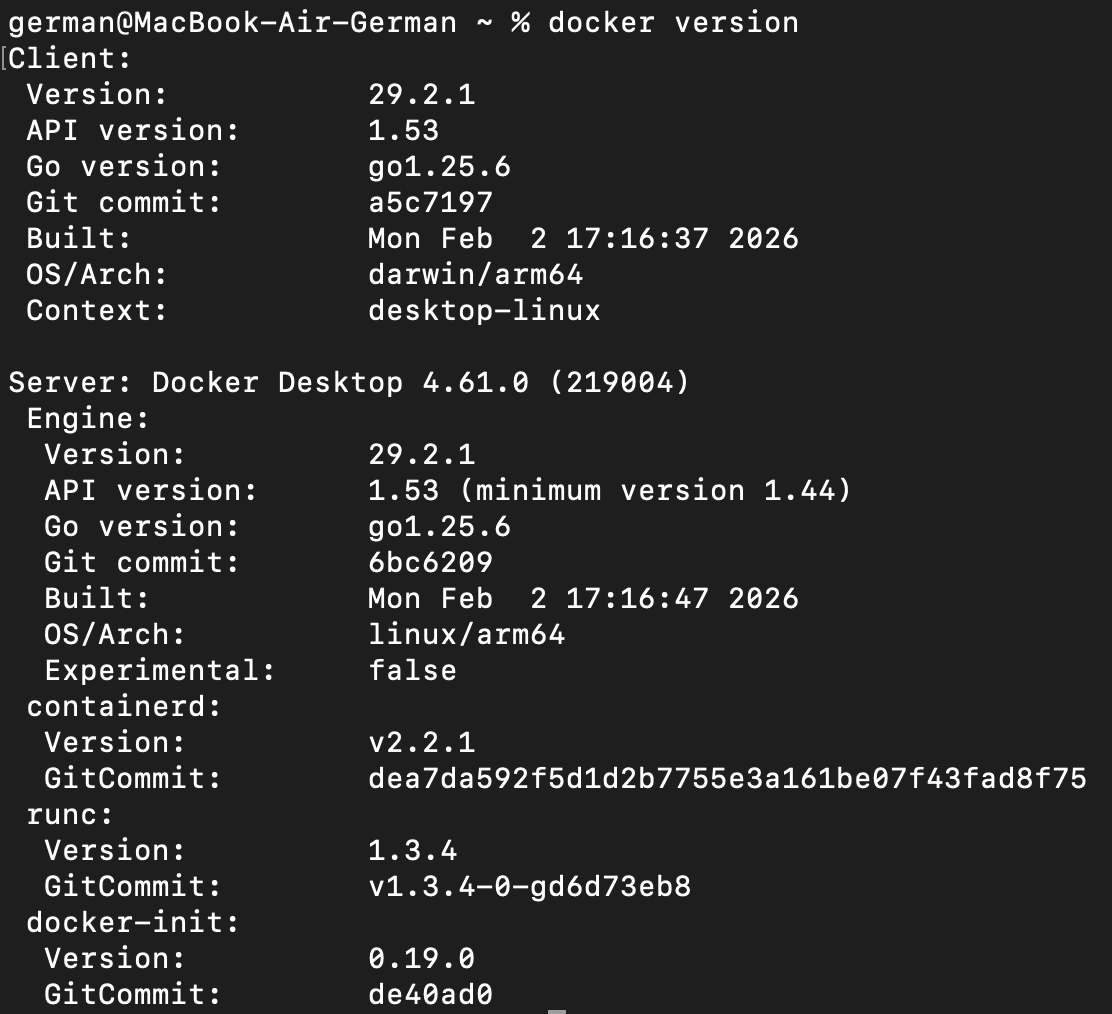 german@MacBook-Air-German ~ % docker version
Client:
 Version:           29.2.1
 API version:       1.53
 Go version:        go1.25.6
 Git commit:        a5c7197
 Built:             Mon Feb  2 17:16:37 2026
 OS/Arch:           darwin/arm64
 Context:           desktop-linux

Server: Docker Desktop 4.61.0 (219004)
 Engine:
  Version:          29.2.1
  API version:      1.53 (minimum version 1.44)
  Go version:       go1.25.6
  Git commit:       6bc6209
  Built:            Mon Feb  2 17:16:47 2026
  OS/Arch:          linux/arm64
  Experimental:     false
 containerd:
  Version:          v2.2.1
  GitCommit:        dea7da592f5d1d2b7755e3a161be07f43fad8f75
 runc:
  Version:          1.3.4
  GitCommit:        v1.3.4-0-gd6d73eb8
 docker-init:
  Version:          0.19.0
  GitCommit:        de40ad0